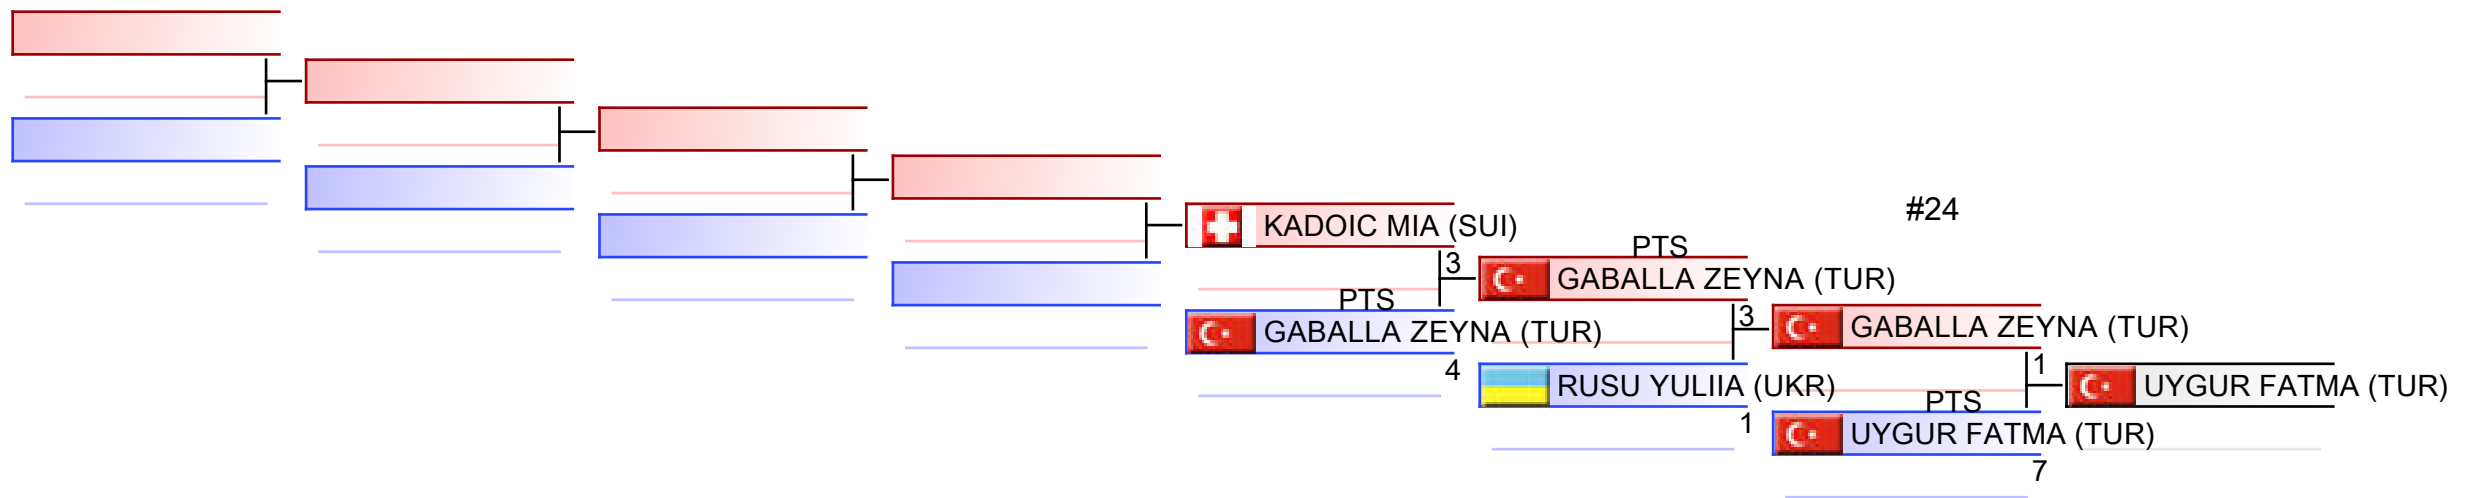 #24
KADOIC MIA (SUI)
PTS
3
GABALLA ZEYNA (TUR)
PTS
3
GABALLA ZEYNA (TUR)
GABALLA ZEYNA (TUR)
4
RUSU YULIIA (UKR)
1
1
UYGUR FATMA (TUR)
PTS
UYGUR FATMA (TUR)
7